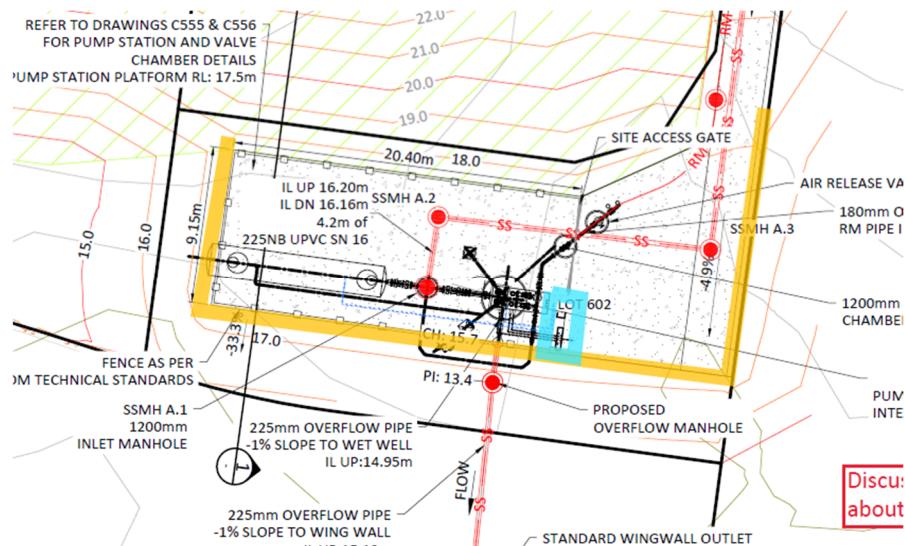 REFER TO DRAWINGS C555 & C556
FOR PUMP STATION AND VALVE
CHAMBER DETAILS
PUMP STATION PLATFORM RL: 17.5m
22.0
21.0
20.0
19.0
RM
SS
RM
SITE ACCESS GATE
20.40m
18.0
AIR RELEASE VA
180mm O
RM PIPE I
IL UP 16.20m
IL DN 16.16m
4.2m of
225NB UPVC SN 16
SSMH A.2
SS
SS
SSMH A.3
9.15m
15.0
16.0
-4.9%
LOT 602
1200mm
CHAMBER
-33.3%
17.0
CH: 15.7
FENCE AS PER
OM TECHNICAL STANDARDS
PI: 13.4
PUM
INTE
SSMH A.1
1200mm
INLET MANHOLE
PROPOSED
OVERFLOW MANHOLE
225mm OVERFLOW PIPE
-1% SLOPE TO WET WELL
IL UP:14.95m
SS
1
FLOW
SS
Discus
about
225mm OVERFLOW PIPE
-1% SLOPE TO WING WALL
STANDARD WINGWALL OUTLET